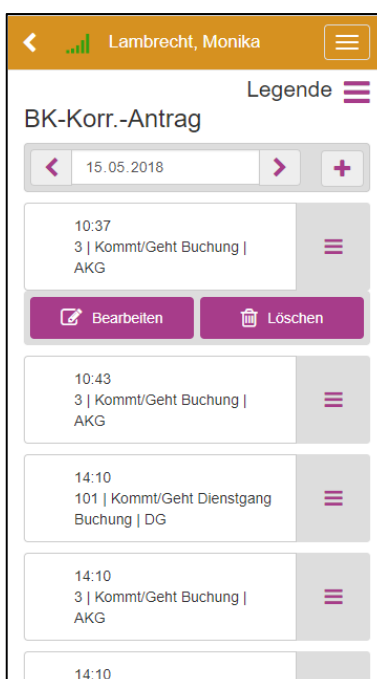 Lambrecht, Monika
Legende
BK-Korr.-Antrag
15.05.2018
10:37
3 | Kommt/Geht Buchung |
AKG
Bearbeiten
Löschen
10:43
3 | Kommt/Geht Buchung |
AKG
14:10
101 | Kommt/Geht Dienstgang
Buchung | DG
14:10
3 | Kommt/Geht Buchung |
AKG
14:10